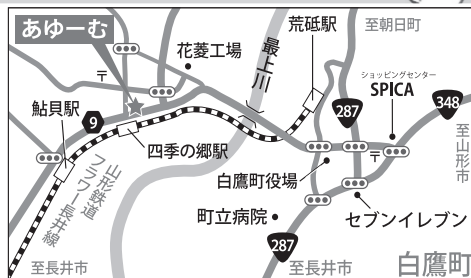 あゆーむ
荒砥駅
至朝日町
花菱工場
最上川
ショッピングセンター
SPICA
〒
鮎貝駅
9
287
348
四季の郷駅
至山形市
山形鉄道
フラワー長井線
白鷹町役場
〒
町立病院
セブンイレブン
287
至長井市
至長井市
白鷹町